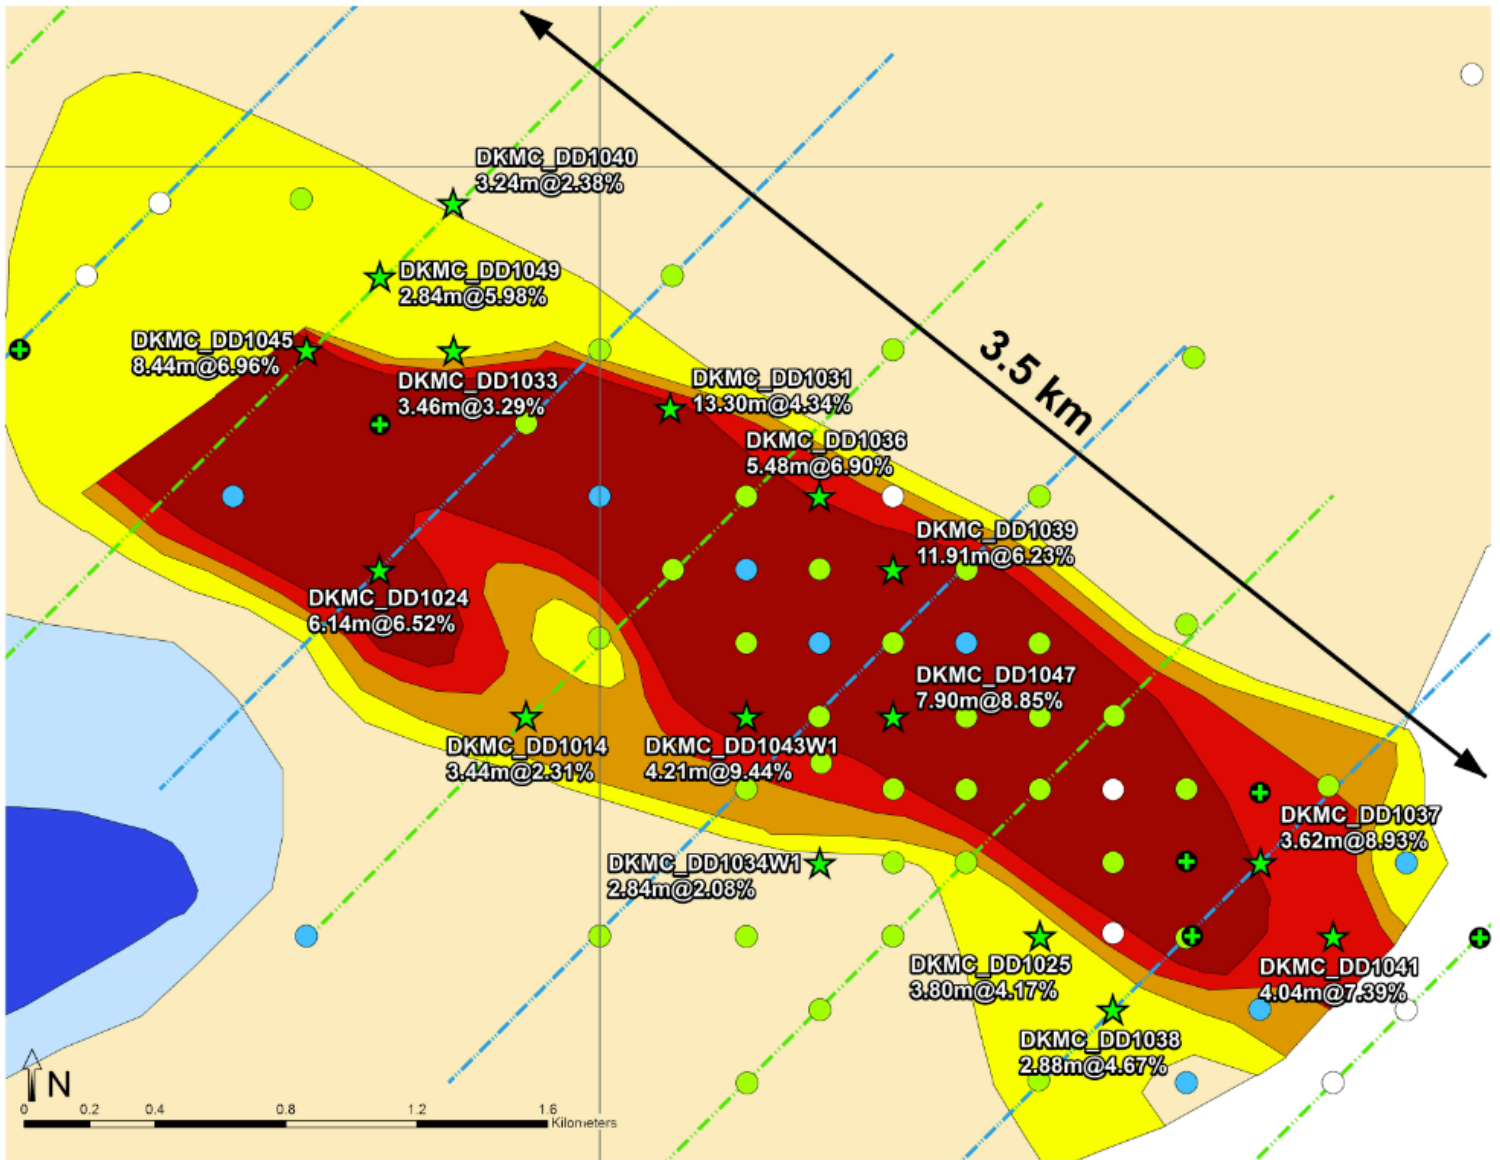 DKMC_DD1040
3.24m@2.38%
DKMC_DD1049
2.84m@5.98%
DKMC_DD1045
8.44m@6.96%
DKMC_DD1033
3.46m@3.29%
DKMC_DD1031
13.30m@4.34%
3.5 km
DKMC_DD1036
5.48m@6.90%
DKMC_DD1039
11.91m@6.23%
DKMC_DD1024
6.14m@6.52%
DKMC_DD1047
7.90m@8.85%
DKMC_DD1014
3.44m@2.31%
DKMC_DD1043W1
4.21m@9.44%
DKMC_DD1037
3.62m@8.93%
DKMC_DD1034W1
2.84m@2.08%
DKMC_DD1025
3.80m@4.17%
DKMC_DD1041
4.04m@7.39%
DKMC_DD1038
2.88m@4.67%
N
0 0.2 0.4 0.8 1.2 1.6
Kilometers